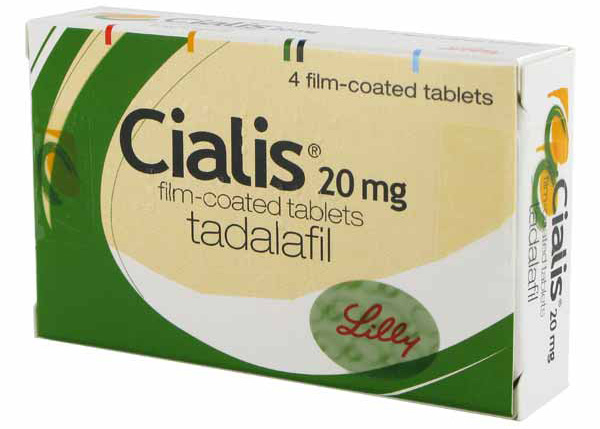 4 film-coated tablets
Cialis® 20 mg
film-coated tablets
tadalafil
Lilly
Cialis® 20 mg
tadalafil